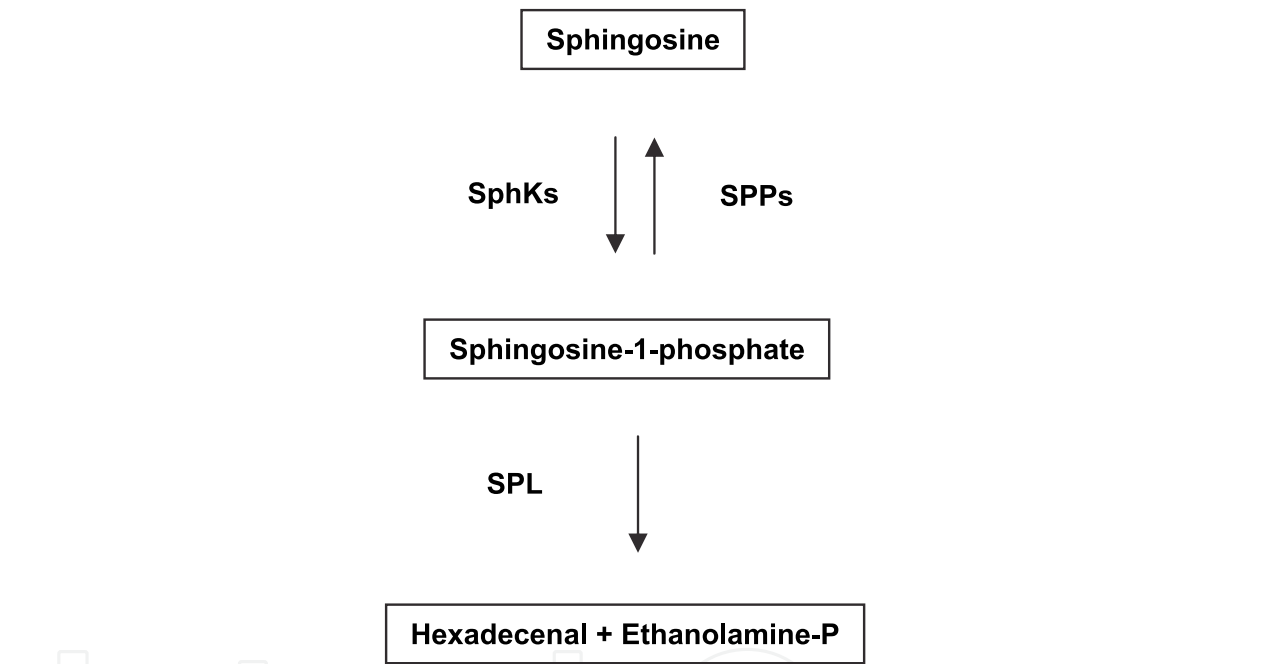 Sphingosine
SphKs
SPPs
Sphingosine-1-phosphate
SPL
Hexadecenal + Ethanolamine-P